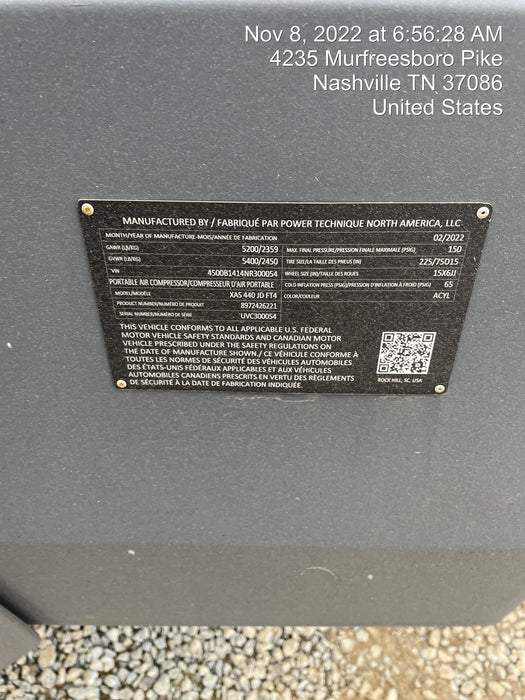 Nov 8, 2022 at 6:56:28 AM
4235 Murfreesboro Pike
Nashville TN 37086
United States
MANUFACTURED BY / FABRIQUÉ PAR POWER TECHNIQUE NORTH AMERICA, LLC
MONTH/YEAR OF MANUFACTURE-MOIS/ANNÉE DE FABRICATION 02/2022
GAWR (LB/KG) 5200/2359 MAX. FINAL PRESSURE/PRESSION FINALE MAXIMALE (PSIG) 150
GVWR (LB/KG) 5400/2450 TIRE SIZE/LA TAILLE DES PNEUS (IN) 225/75D15
VIN 4500B1414NR300054 WHEEL SIZE (IN)/TAILLE DES ROUES 15X6JJ
PORTABLE AIR COMPRESSOR/COMPRESSEUR D'AIR PORTABLE COLD INFLATION PRESS (PSIG)/PRESSION D'INFLATION À FROID (PSIG) 65
MODEL/MODÈLE XAS 440 JD FT4 COLOR/COULEUR ACYL
PRODUCT NUMBER/NUMÉRO DE PRODUIT 8972426221
SERIAL NUMBER/NUMÉRO DE SÉRIE UVC300054
THIS VEHICLE CONFORMS TO ALL APPLICABLE U.S. FEDERAL
MOTOR VEHICLE SAFETY STANDARDS AND CANADIAN MOTOR
VEHICLE PRESCRIBED UNDER THE SAFETY REGULATIONS ON
THE DATE OF MANUFACTURE SHOWN./ CE VÉHICULE CONFORME À
TOUTES LES NORMES DE SÉCURITÉ DES VÉHICULES AUTOMOBILES
DES ÉTATS-UNIS FÉDÉRAUX APPLICABLES ET AUX VÉHICULES
AUTOMOBILES CANADIENS PRESCRITS EN VERTU DES RÈGLEMENTS
DE SÉCURITÉ À LA DATE DE FABRICATION INDIQUÉE.
ROCK HILL, SC, USA